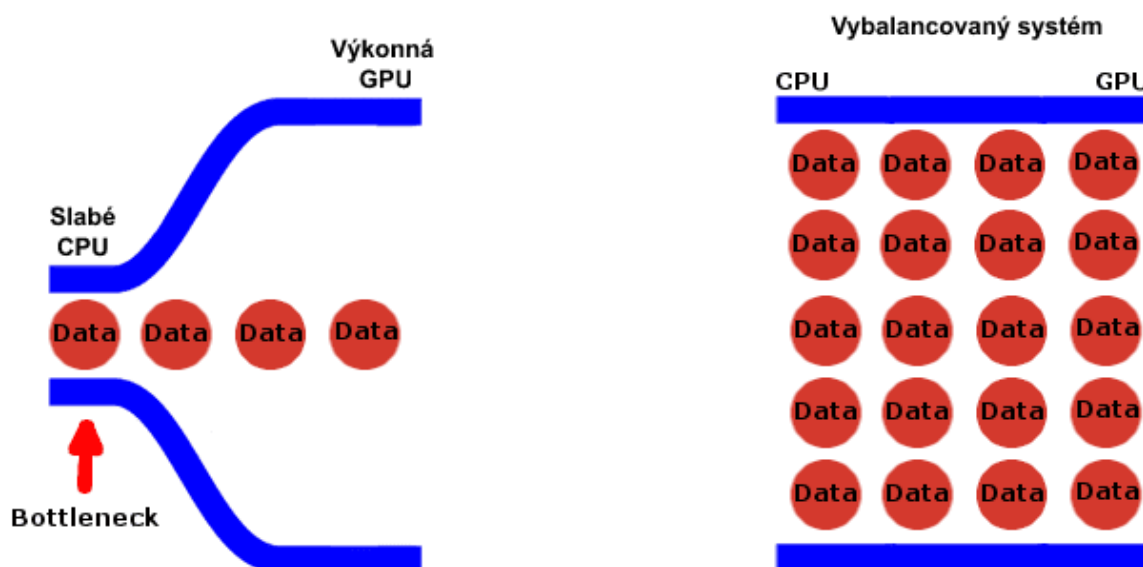 Výkonná
GPU
Slabé
CPU
Data Data Data Data
Bottleneck
Vybalancovaný systém
CPU GPU
Data Data Data Data
Data Data Data Data
Data Data Data Data
Data Data Data Data
Data Data Data Data